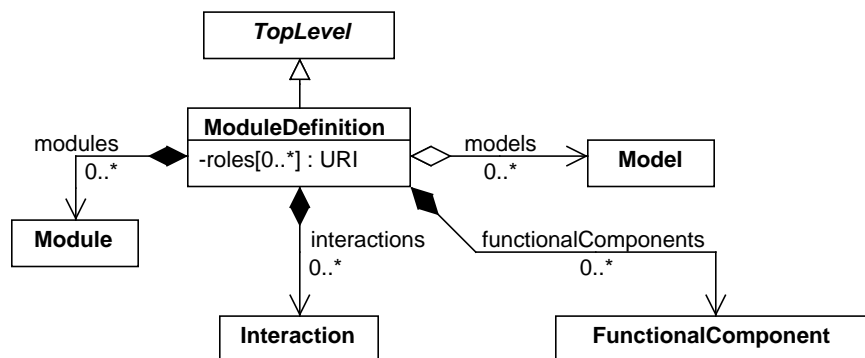 TopLevel
ModuleDefinition
-roles[0..*] : URI
modules
0..*
models
0..*
Model
Module
interactions
0..*
functionalComponents
0..*
Interaction
FunctionalComponent